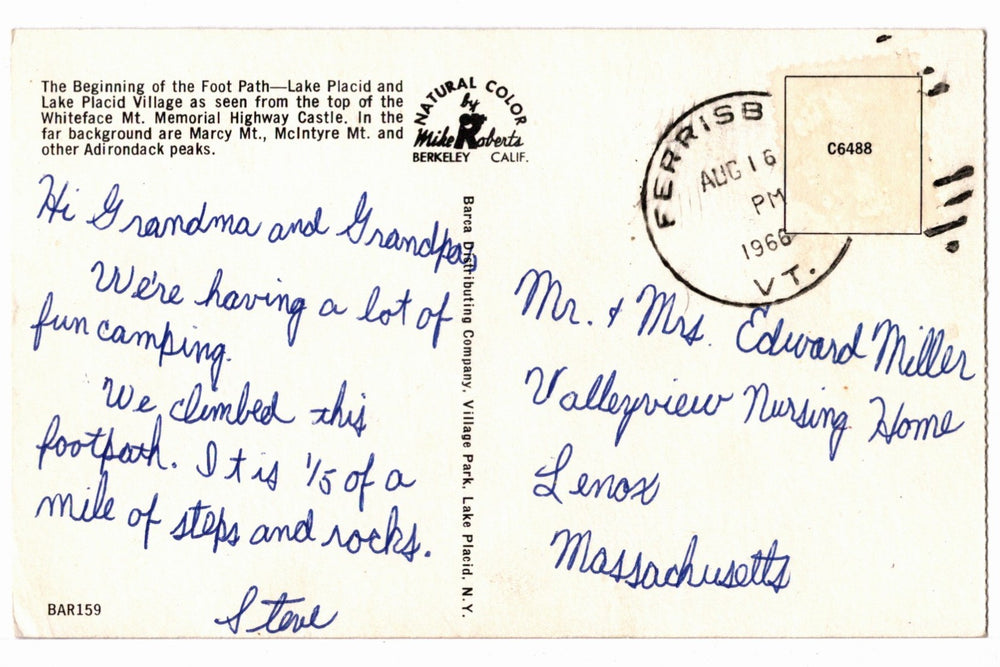 The Beginning of the Foot Path—Lake Placid and
Lake Placid Village as seen from the top of the
Whiteface Mt. Memorial Highway Castle. In the
far background are Marcy Mt., McIntyre Mt. and
other Adirondack peaks.
NATURAL COLOR
by
Mike Roberts
BERKELEY CALIF.
Hi Grandma and Grandpa,
We're having a lot of
fun camping.
We climbed this
footpath. It is 1/5 of a
mile of steps and rocks.
Steve
BAR159
Barca Distributing Company, Village Park, Lake Placid, N.Y.
FERRISB
AUG 16
PM
1966
VT.
C6488
Mr. & Mrs. Edward Miller
Valleyview Nursing Home
Lenox
Massachusetts